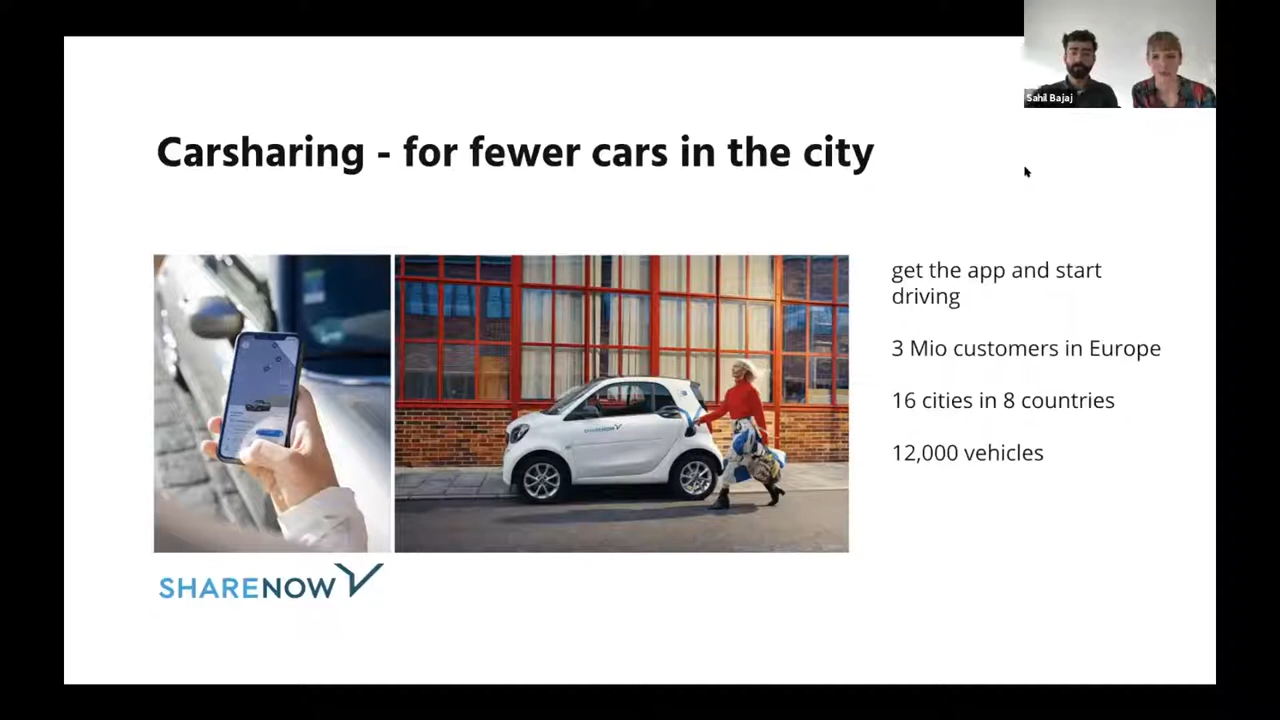 Sahil Bajaj
Carsharing - for fewer cars in the city
get the app and start
driving
3 Mio customers in Europe
16 cities in 8 countries
12,000 vehicles
SHARENOW
SHARENOW